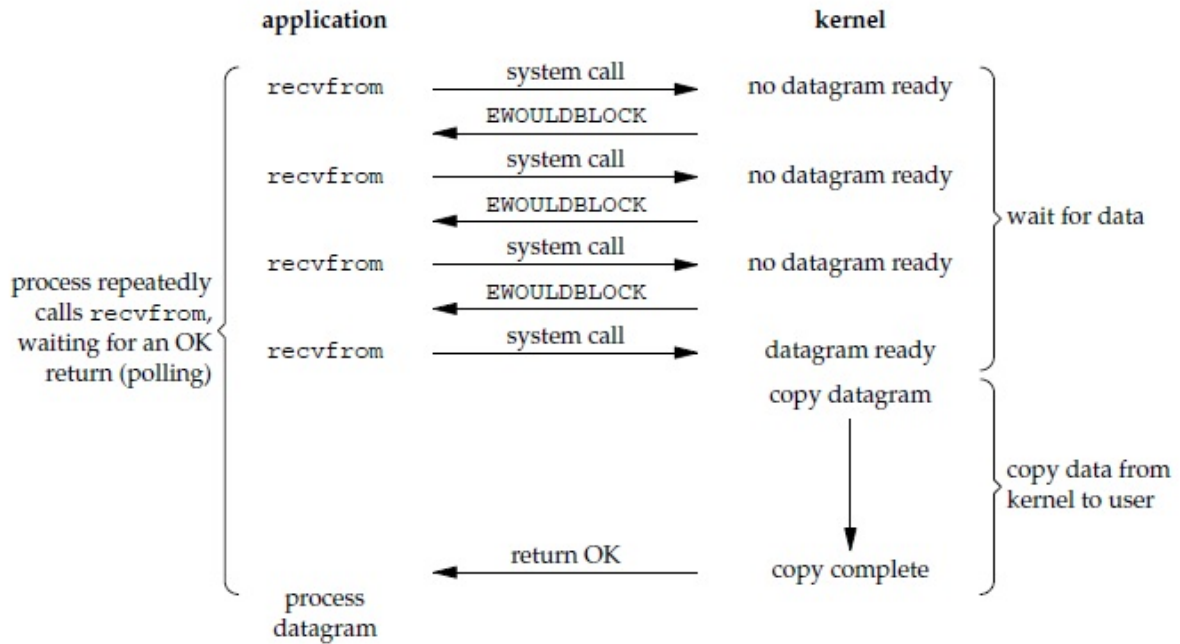 application kernel
recvfrom system call no datagram ready
EWOULDBLOCK
recvfrom system call no datagram ready
EWOULDBLOCK
wait for data
recvfrom system call no datagram ready
process repeatedly
calls recvfrom,
waiting for an OK
return (polling)
EWOULDBLOCK
recvfrom system call datagram ready
copy datagram
copy data from
kernel to user
return OK copy complete
process
datagram